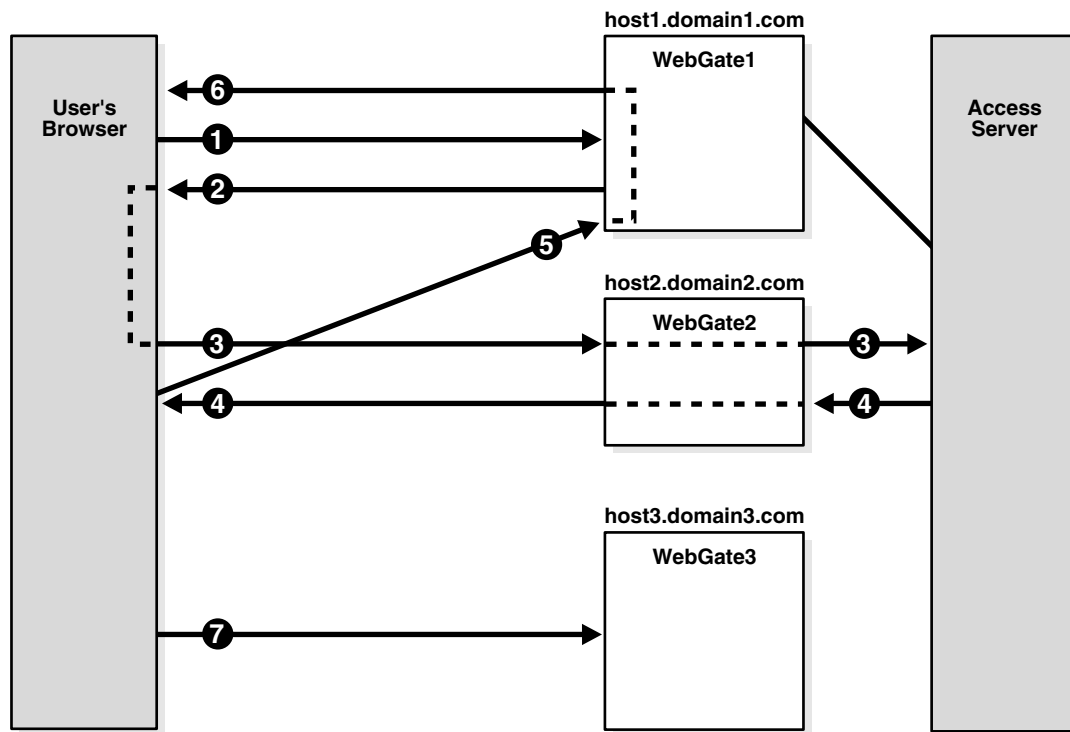 host1.domain1.com
WebGate1
User's
Browser
Access
Server
6
1
2
5
host2.domain2.com
WebGate2
3
3
4
4
host3.domain3.com
WebGate3
7